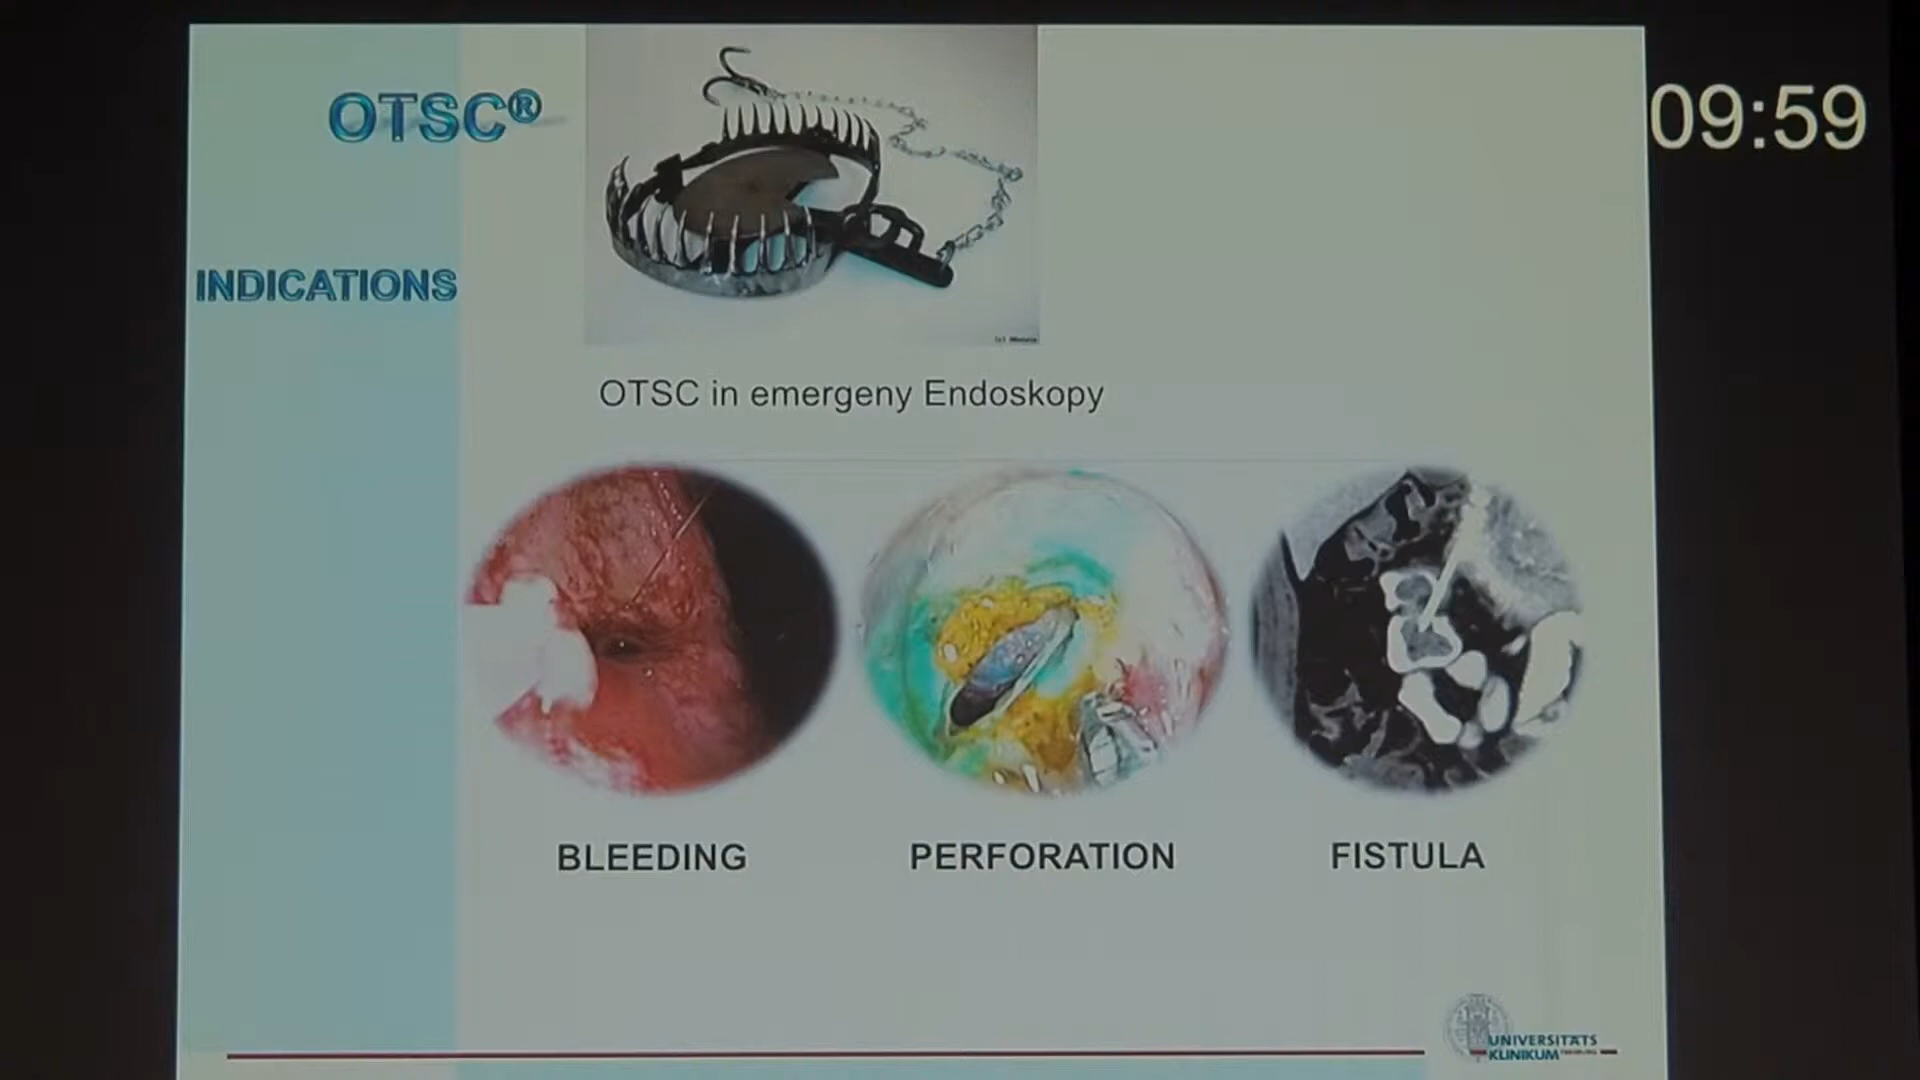 OTSC®
09:59
INDICATIONS
OTSC in emergeny Endoskopy
BLEEDING
PERFORATION
FISTULA
UNIVERSITÄTS
KLINIKUM